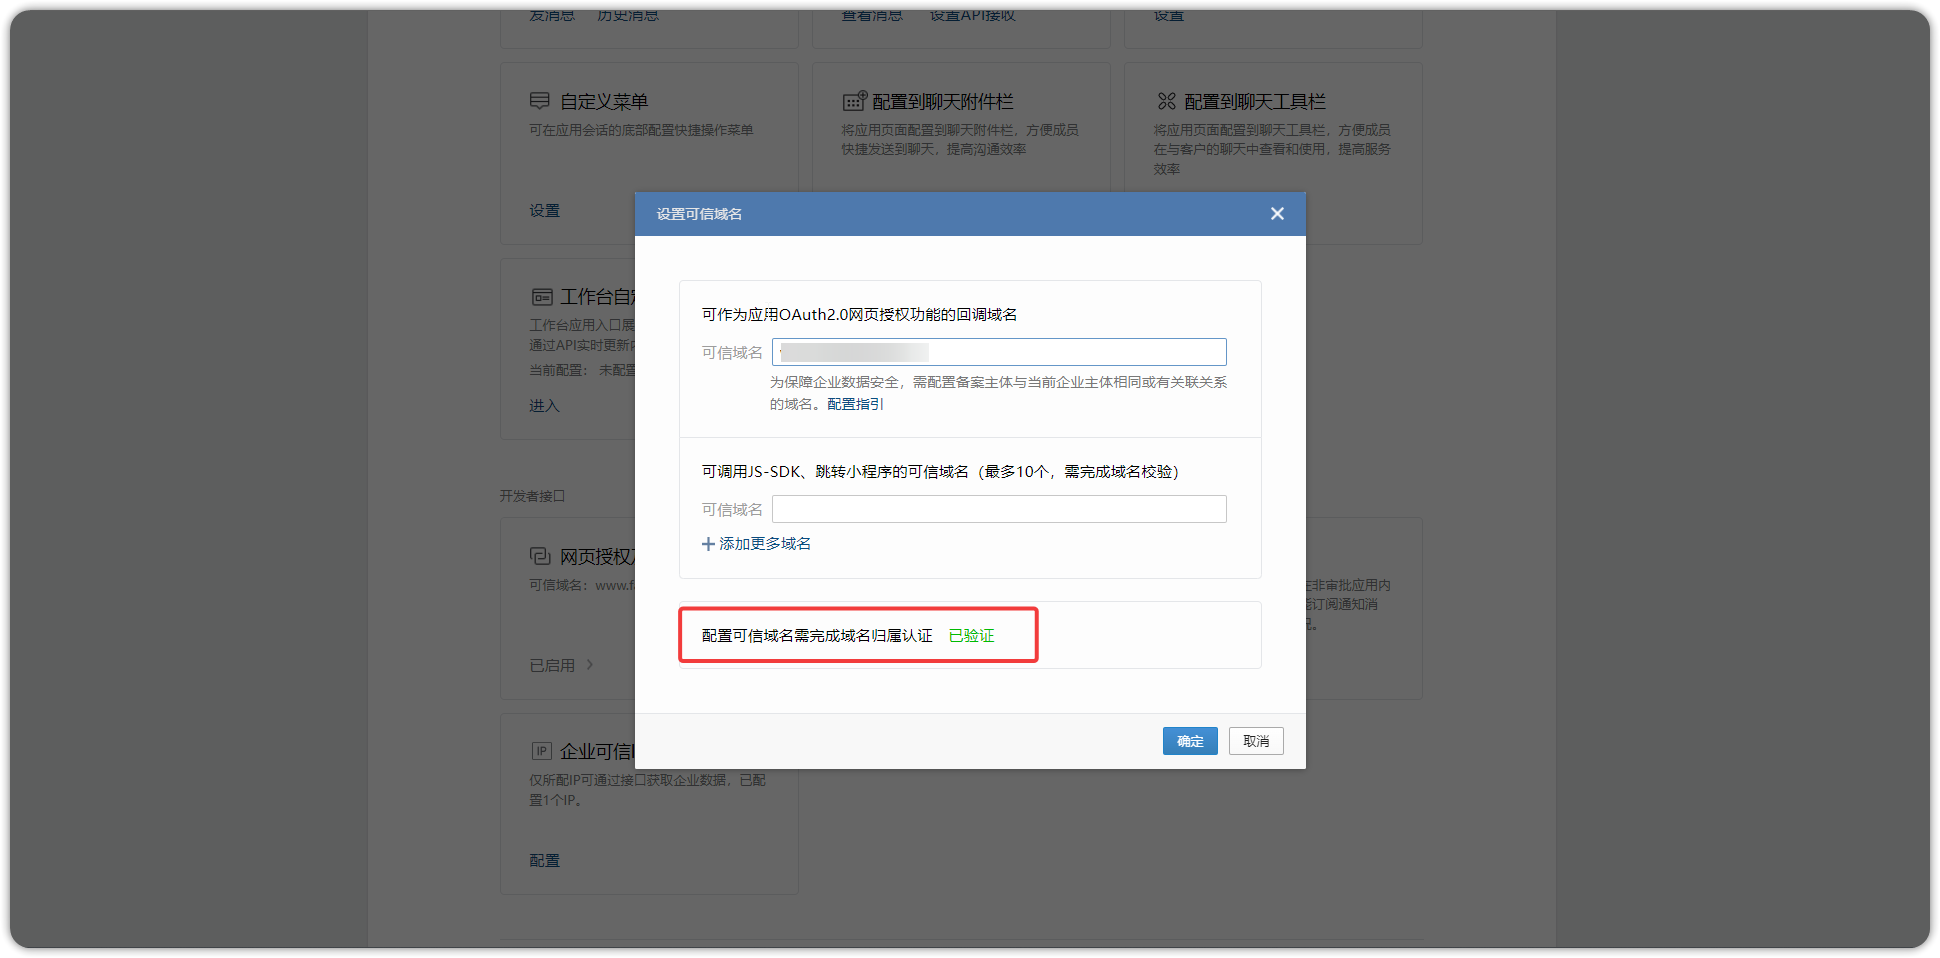 发消息 历史消息 查看消息 设置API接收 设置
自定义菜单
可在应用会话的底部配置快捷操作菜单
设置
配置到聊天附件栏
将应用页面配置到聊天附件栏，方便成员
快捷发送到聊天，提高沟通效率
配置到聊天工具栏
将应用页面配置到聊天工具栏，方便成员
在与客户的聊天中查看和使用，提高服务
效率
工作台自定
工作台应用入口展
通过API实时更新
当前配置： 未配置
进入
设置可信域名
可作为应用OAuth2.0网页授权功能的回调域名
可信域名
为保障企业数据安全，需配置备案主体与当前企业主体相同或有关联关系
的域名。配置指引
可调用JS-SDK、跳转小程序的可信域名（最多10个，需完成域名校验）
可信域名
添加更多域名
配置可信域名需完成域名归属认证 已验证
确定 取消
开发者接口
网页授权及
可信域名：www.fa
已启用
非审批应用内
订阅通知消
企业可信I
仅所配IP可通过接口获取企业数据，已配
置1个IP。
配置